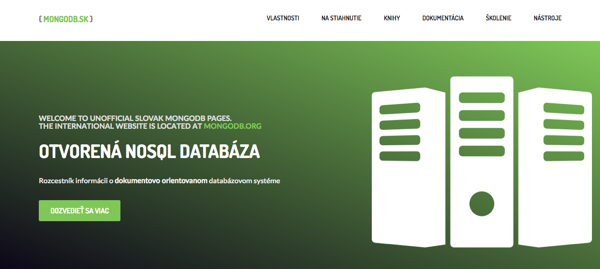 { MONGODB.SK }
VLASTNOSTI NA STIAHNUTIE KNIHY DOKUMENTÁCIA ŠKOLENIE NÁSTROJE
WELCOME TO UNOFFICIAL SLOVAK MONGODB PAGES.
THE INTERNATIONAL WEBSITE IS LOCATED AT MONGODB.ORG
OTVORENÁ NOSQL DATABÁZA
Rozcestník informácií o dokumentovo orientovanom databázovom systéme
DOZVEDIEŤ SA VIAC